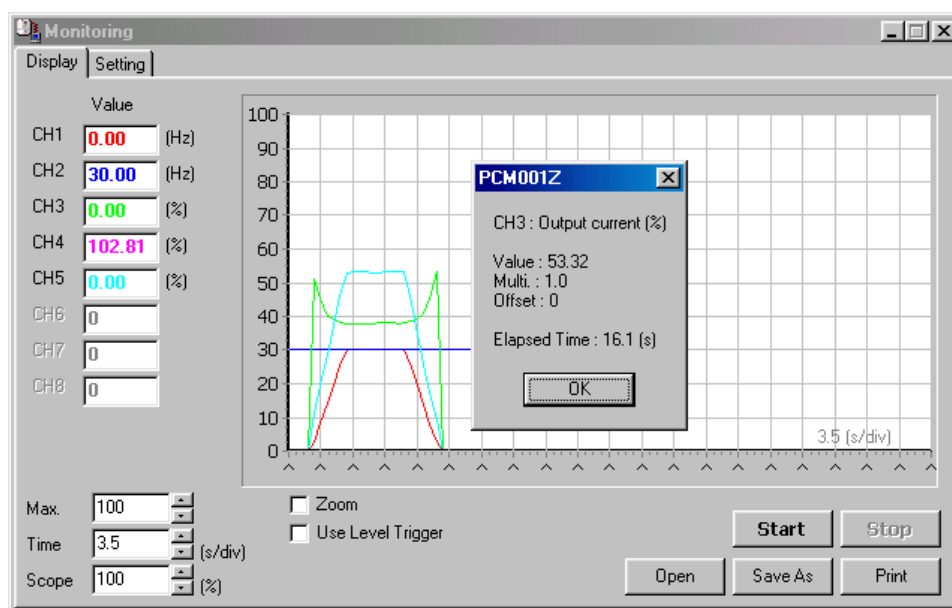 Monitoring
Display Setting
Value
CH1 0.00 (Hz)
CH2 30.00 (Hz)
CH3 0.00 (%)
CH4 102.81 (%)
CH5 0.00 (%)
CH6 0
CH7 0
CH8 0
100
90
80
70
60
50
40
30
20
10
0
3.5 (s/div)
PCM001Z
CH3 : Output current (%)
Value : 53.32
Multi. : 1.0
Offset : 0
Elapsed Time : 16.1 (s)
OK
Max. 100
Time 3.5 (s/div)
Scope 100 (%)
Zoom
Use Level Trigger
Start Stop
Open Save As Print